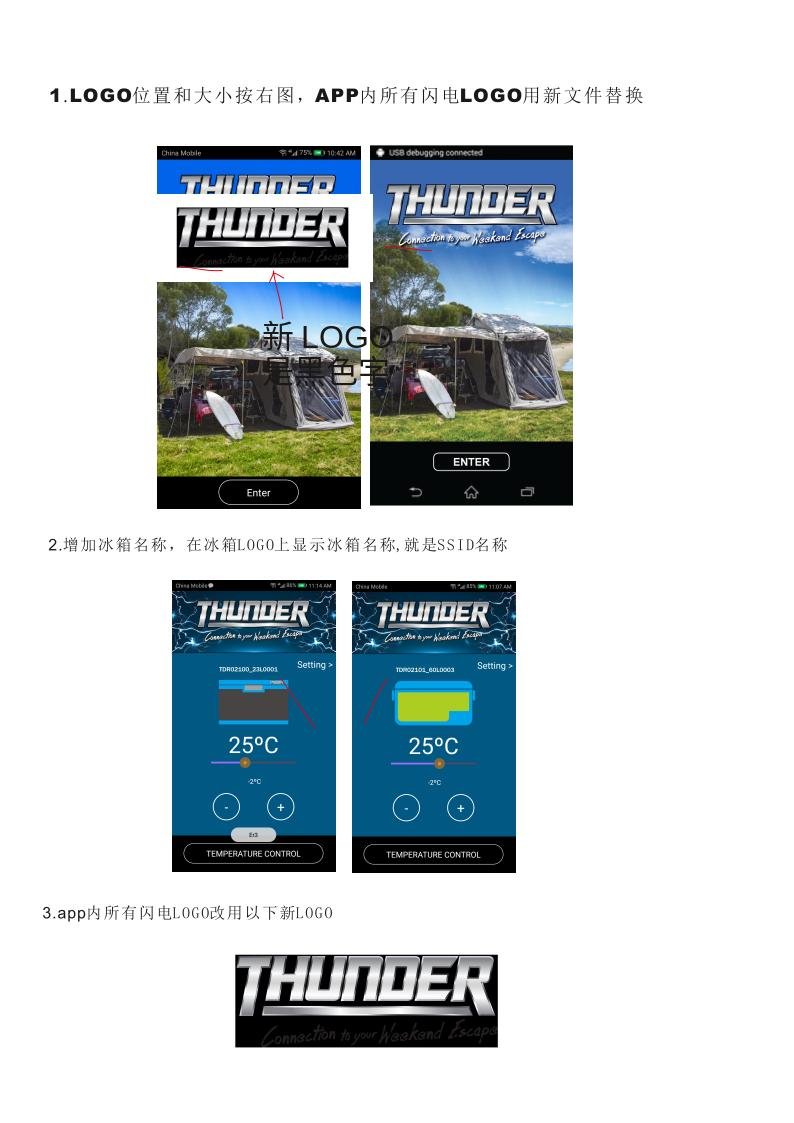 1.LOGO位置和大小按右图，APP内所有闪电LOGO用新文件替换
China Mobile 75% 10:42 AM
THUNDER
THUNDER
Connection to your Weekend Escape
新 LOGO
是黑色字
Enter
USB debugging connected
THUNDER
Connection to your Weekend Escape
ENTER
2.增加冰箱名称，在冰箱LOGO上显示冰箱名称,就是SSID名称
China Mobile 86% 11:14 AM
THUNDER
Connection to your Weekend Escape
Setting >
TDR02100_23L0001
25ºC
-2ºC
- +
Er3
TEMPERATURE CONTROL
China Mobile 85% 11:07 AM
THUNDER
Connection to your Weekend Escape
Setting >
TDR02101_60L0003
25ºC
-2ºC
- +
TEMPERATURE CONTROL
3.app内所有闪电LOGO改用以下新LOGO
THUNDER
Connection to your Weekend Escape